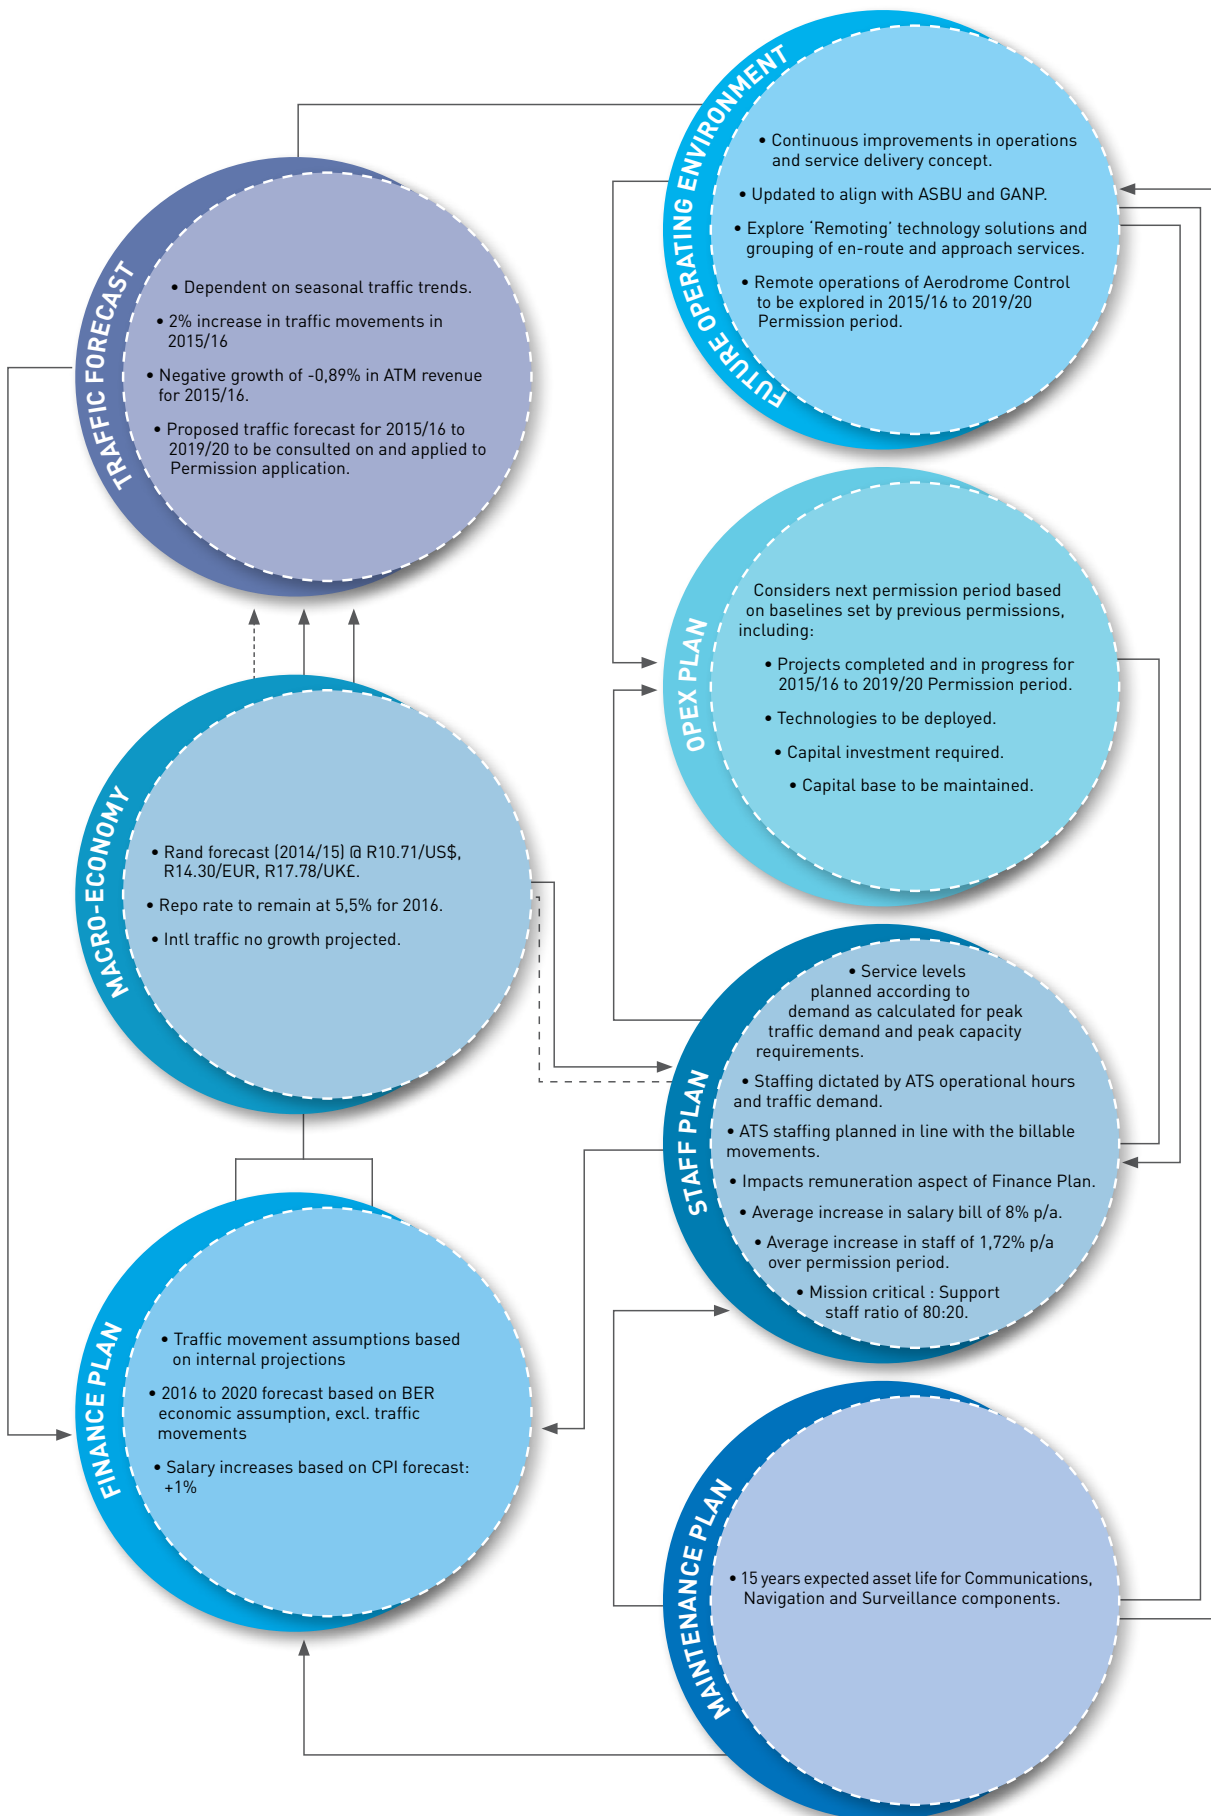 TRAFFIC FORECAST
• Dependent on seasonal traffic trends.
• 2% increase in traffic movements in
2015/16
• Negative growth of -0,89% in ATM revenue
for 2015/16.
• Proposed traffic forecast for 2015/16 to
2019/20 to be consulted on and applied to
Permission application.
MACRO-ECONOMY
• Rand forecast (2014/15) @ R10.71/US$,
R14.30/EUR, R17.78/UK£.
• Repo rate to remain at 5,5% for 2016.
• Intl traffic no growth projected.
FINANCE PLAN
• Traffic movement assumptions based
on internal projections
• 2016 to 2020 forecast based on BER
economic assumption, excl. traffic
movements
• Salary increases based on CPI forecast:
+1%
FUTURE OPERATING ENVIRONMENT
• Continuous improvements in operations
and service delivery concept.
• Updated to align with ASBU and GANP.
• Explore ‘Remoting’ technology solutions and
grouping of en-route and approach services.
• Remote operations of Aerodrome Control
to be explored in 2015/16 to 2019/20
Permission period.
OPEX PLAN
Considers next permission period based
on baselines set by previous permissions,
including:
• Projects completed and in progress for
2015/16 to 2019/20 Permission period.
• Technologies to be deployed.
• Capital investment required.
• Capital base to be maintained.
STAFF PLAN
• Service levels
planned according to
demand as calculated for peak
traffic demand and peak capacity
requirements.
• Staffing dictated by ATS operational hours
and traffic demand.
• ATS staffing planned in line with the billable
movements.
• Impacts remuneration aspect of Finance Plan.
• Average increase in salary bill of 8% p/a.
• Average increase in staff of 1,72% p/a
over permission period.
• Mission critical : Support
staff ratio of 80:20.
MAINTENANCE PLAN
• 15 years expected asset life for Communications,
Navigation and Surveillance components.